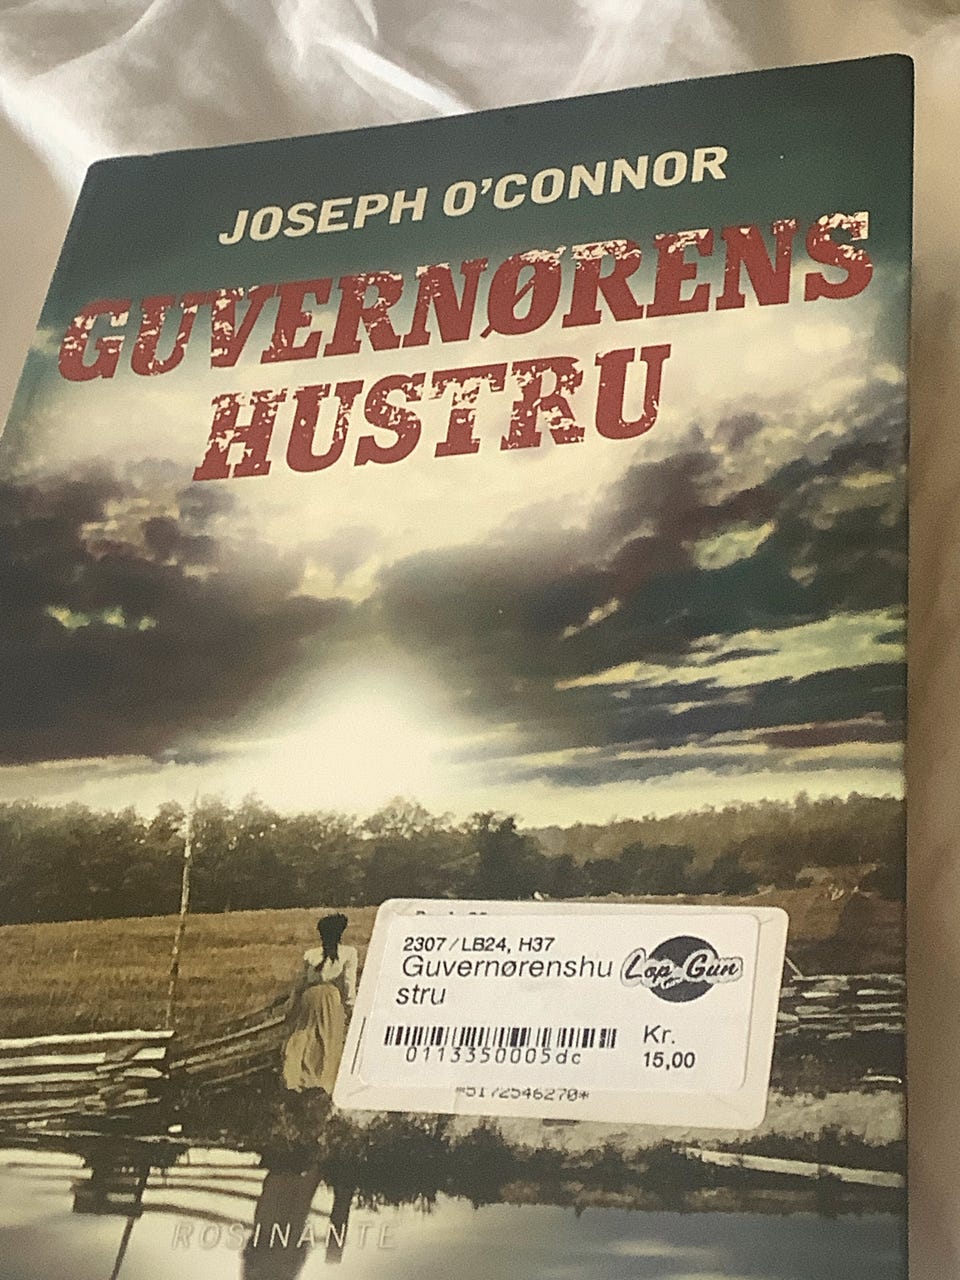 JOSEPH O'CONNOR
GUVERNØRENS
HUSTRU
2307/LB24, H37
Guvernørenshu
stru
Lop Gun
0113350005dc
Kr.
15,00
*5172546270*
ROSINANTE